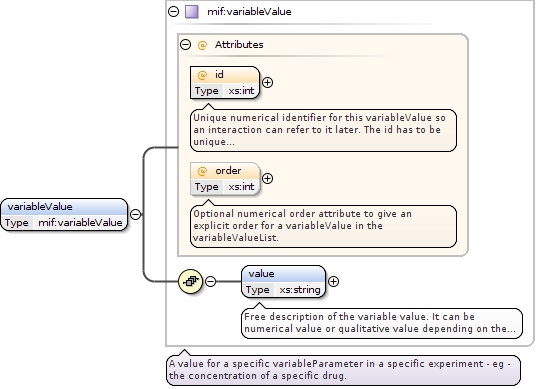 mif:variableValue
Attributes
id
Type xs:int
Unique numerical identifier for this variableValue so
an interaction can refer to it later. The id has to be
unique...
order
Type xs:int
Optional numerical order attribute to give an
explicit order for a variableValue in the
variableValueList.
variableValue
Type mif:variableValue
value
Type xs:string
Free description of the variable value. It can be
numerical value or qualitative value depending on the...
A value for a specific variableParameter in a specific experiment - eg -
the concentration of a specific drug.